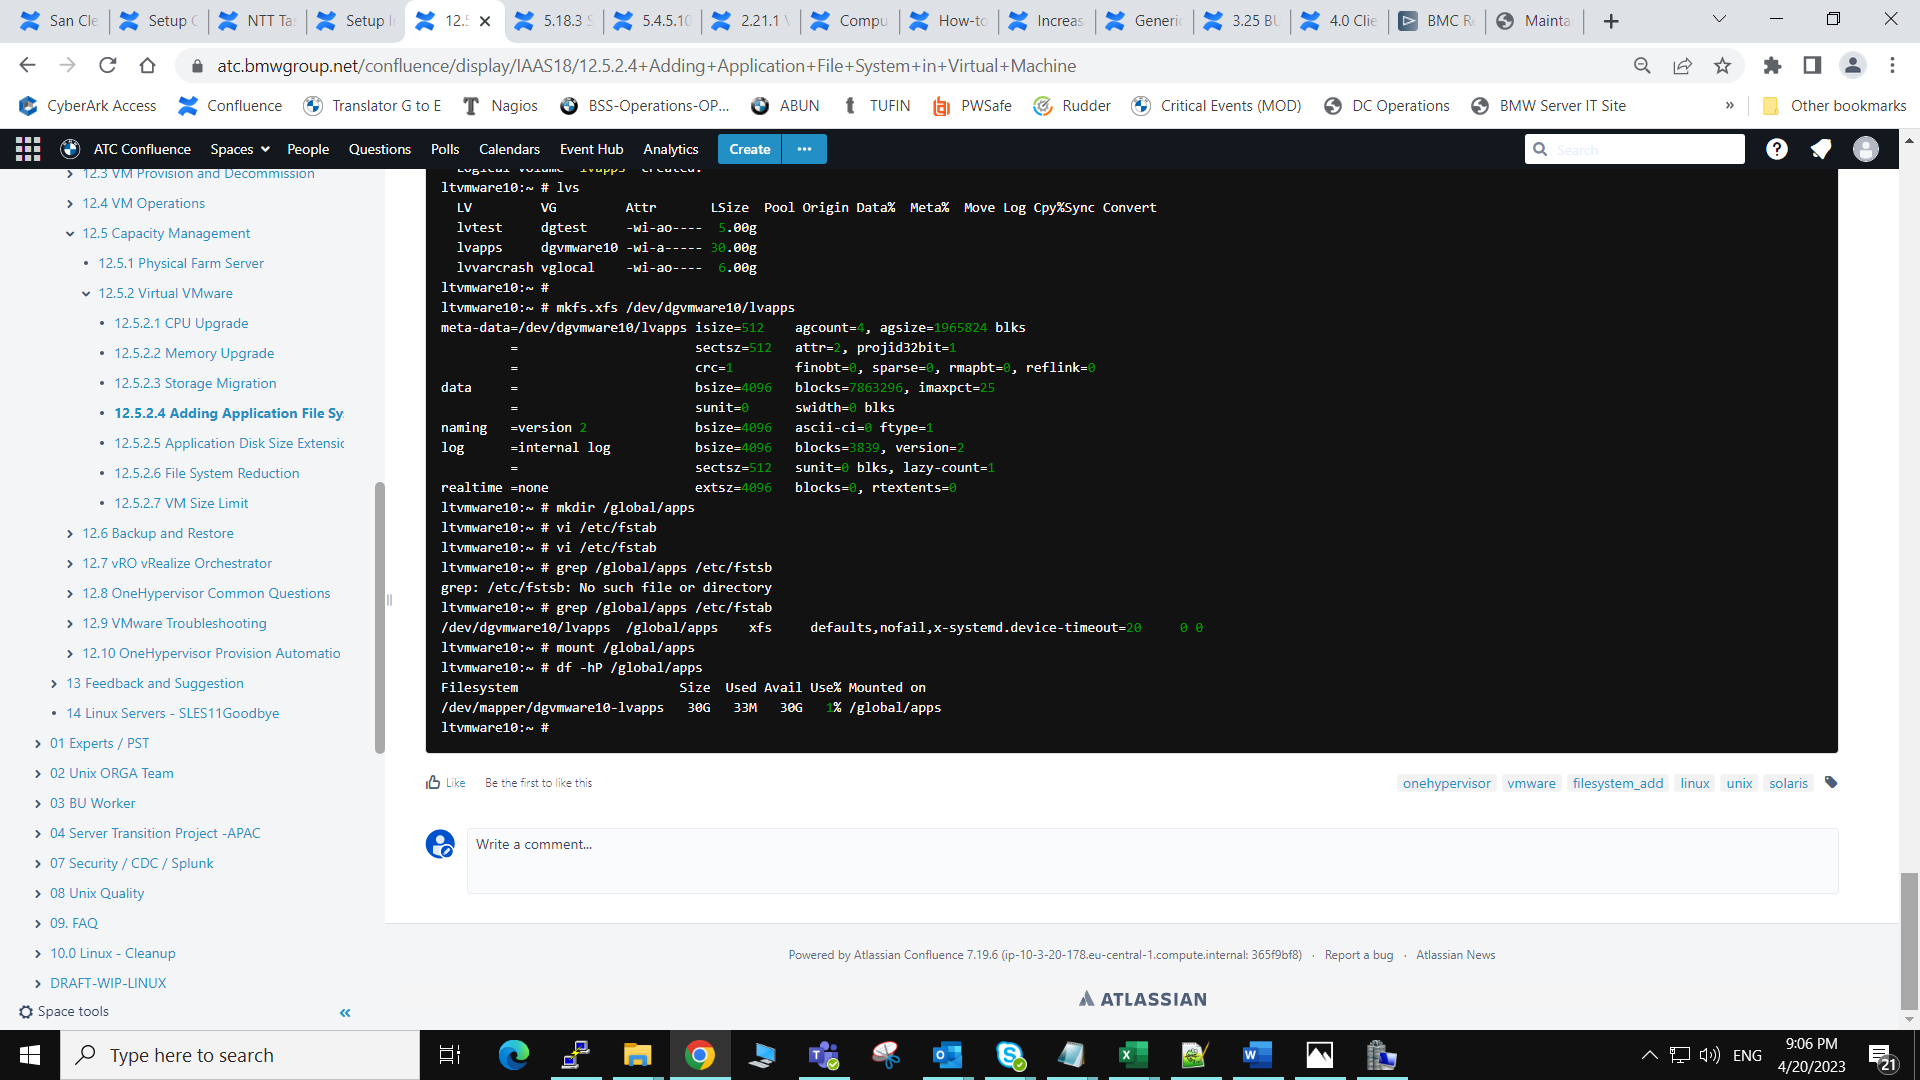 San Cle
Setup C
NTT Tas
Setup In
12.5
5.18.3 S
5.4.5.10
2.21.1 V
Compu
How-to
Increas
Generic
3.25 BU
4.0 Clie
BMC Re
Mainta
atc.bmwgroup.net/confluence/display/IAAS18/12.5.2.4+Adding+Application+File+System+in+Virtual+Machine
CyberArk Access
Confluence
Translator G to E
Nagios
BSS-Operations-OP...
ABUN
TUFIN
PWSafe
Rudder
Critical Events (MOD)
DC Operations
BMW Server IT Site
»
Other bookmarks
ATC Confluence
Spaces
People
Questions
Polls
Calendars
Event Hub
Analytics
Create
Search
12.3 VM Provision and Decommission
12.4 VM Operations
12.5 Capacity Management
12.5.1 Physical Farm Server
12.5.2 Virtual VMware
12.5.2.1 CPU Upgrade
12.5.2.2 Memory Upgrade
12.5.2.3 Storage Migration
12.5.2.4 Adding Application File Sy
12.5.2.5 Application Disk Size Extensio
12.5.2.6 File System Reduction
12.5.2.7 VM Size Limit
12.6 Backup and Restore
12.7 vRO vRealize Orchestrator
12.8 OneHypervisor Common Questions
12.9 VMware Troubleshooting
12.10 OneHypervisor Provision Automatio
13 Feedback and Suggestion
14 Linux Servers - SLES11Goodbye
01 Experts / PST
02 Unix ORGA Team
03 BU Worker
04 Server Transition Project -APAC
07 Security / CDC / Splunk
08 Unix Quality
09. FAQ
10.0 Linux - Cleanup
DRAFT-WIP-LINUX
Space tools
«
Logical volume "lvapps" created.
ltvmware10:~ # lvs
LV VG Attr LSize Pool Origin Data% Meta% Move Log Cpy%Sync Convert
lvtest dgtest -wi-ao---- 5.00g
lvapps dgvmware10 -wi-a----- 30.00g
lvvarcrash vglocal -wi-ao---- 6.00g
ltvmware10:~ #
ltvmware10:~ # mkfs.xfs /dev/dgvmware10/lvapps
meta-data=/dev/dgvmware10/lvapps isize=512 agcount=4, agsize=1965824 blks
= sectsz=512 attr=2, projid32bit=1
= crc=1 finobt=0, sparse=0, rmapbt=0, reflink=0
data = bsize=4096 blocks=7863296, imaxpct=25
= sunit=0 swidth=0 blks
naming =version 2 bsize=4096 ascii-ci=0 ftype=1
log =internal log bsize=4096 blocks=3839, version=2
= sectsz=512 sunit=0 blks, lazy-count=1
realtime =none extsz=4096 blocks=0, rtextents=0
ltvmware10:~ # mkdir /global/apps
ltvmware10:~ # vi /etc/fstab
ltvmware10:~ # vi /etc/fstab
ltvmware10:~ # grep /global/apps /etc/fstsb
grep: /etc/fstsb: No such file or directory
ltvmware10:~ # grep /global/apps /etc/fstab
/dev/dgvmware10/lvapps /global/apps xfs defaults,nofail,x-systemd.device-timeout=20 0 0
ltvmware10:~ # mount /global/apps
ltvmware10:~ # df -hP /global/apps
Filesystem Size Used Avail Use% Mounted on
/dev/mapper/dgvmware10-lvapps 30G 33M 30G 1% /global/apps
ltvmware10:~ #
Like
Be the first to like this
onehypervisor
vmware
filesystem_add
linux
unix
solaris
Write a comment...
Powered by Atlassian Confluence 7.19.6 (ip-10-3-20-178.eu-central-1.compute.internal: 365f9bf8) · Report a bug · Atlassian News
ATLASSIAN
Type here to search
ENG
9:06 PM
4/20/2023
21